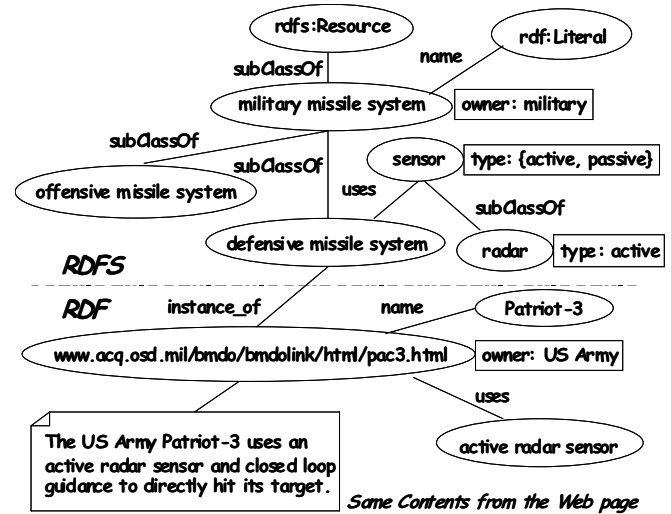 rdfs:Resource
rdf:Literal
name
subClassOf
military missile system
owner: military
subClassOf
subClassOf
sensor
type: {active, passive}
offensive missile system
uses
subClassOf
defensive missile system
radar
type: active
RDFS
RDF
instance_of
name
Patriot-3
www.acq.osd.mil/bmdo/bmdolink/html/pac3.html
owner: US Army
uses
The US Army Patriot-3 uses an
active radar sensor and closed loop
guidance to directly hit its target.
active radar sensor
Some Contents from the Web page